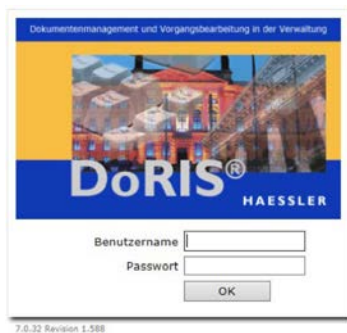 Dokumentenmanagement und Vorgangsbearbeitung in der Verwaltung
DoRIS®
HAESSLER
Benutzername
Passwort
OK
7.0.32 Revision 1.588